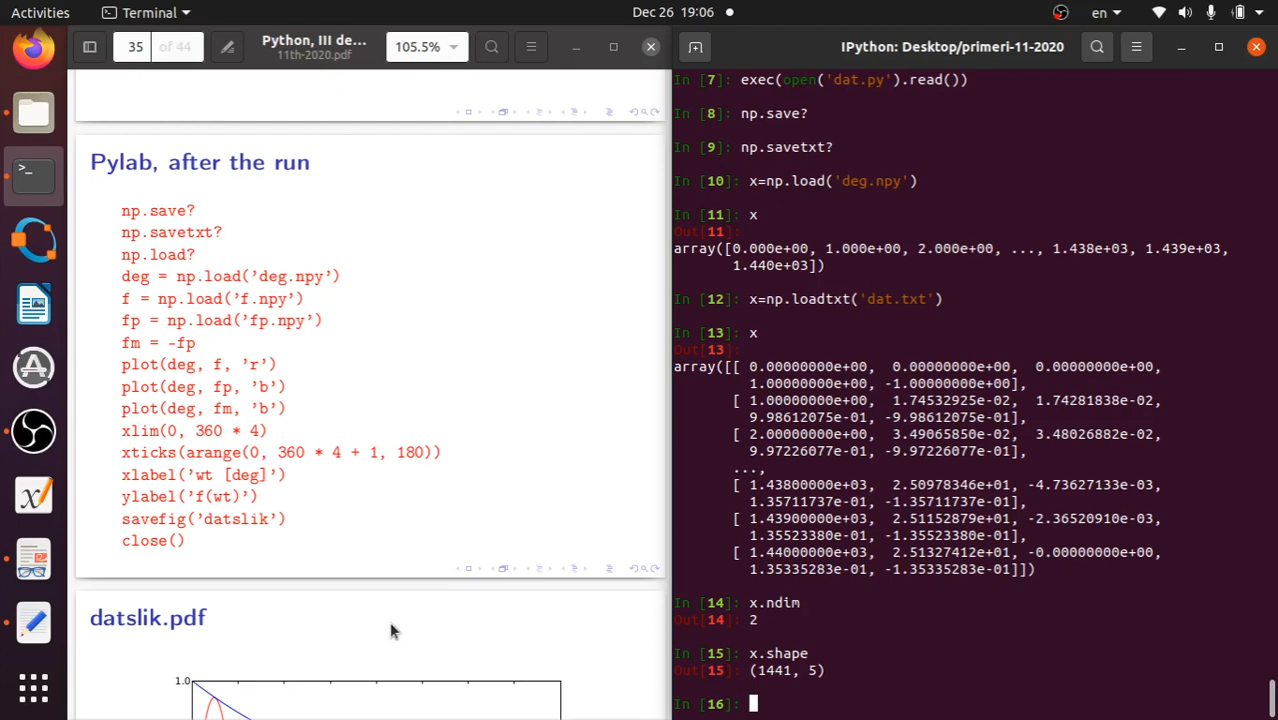 Activities
Terminal
Dec 26 19:06
en
35 of 44
Python, III de...
11th-2020.pdf
105.5%
Pylab, after the run
np.save?
np.savetxt?
np.load?
deg = np.load('deg.npy')
f = np.load('f.npy')
fp = np.load('fp.npy')
fm = -fp
plot(deg, f, 'r')
plot(deg, fp, 'b')
plot(deg, fm, 'b')
xlim(0, 360 * 4)
xticks(arange(0, 360 * 4 + 1, 180))
xlabel('wt [deg]')
ylabel('f(wt)')
savefig('datslik')
close()
datslik.pdf
1.0
IPython: Desktop/primeri-11-2020
In [7]: exec(open('dat.py').read())
In [8]: np.save?
In [9]: np.savetxt?
In [10]: x=np.load('deg.npy')
In [11]: x
Out[11]:
array([0.000e+00, 1.000e+00, 2.000e+00, ..., 1.438e+03, 1.439e+03,
1.440e+03])
In [12]: x=np.loadtxt('dat.txt')
In [13]: x
Out[13]:
array([[ 0.00000000e+00, 0.00000000e+00, 0.00000000e+00,
1.00000000e+00, -1.00000000e+00],
[ 1.00000000e+00, 1.74532925e-02, 1.74281838e-02,
9.98612075e-01, -9.98612075e-01],
[ 2.00000000e+00, 3.49065850e-02, 3.48026882e-02,
9.97226077e-01, -9.97226077e-01],
...,
[ 1.43800000e+03, 2.50978346e+01, -4.73627133e-03,
1.35711737e-01, -1.35711737e-01],
[ 1.43900000e+03, 2.51152879e+01, -2.36520910e-03,
1.35523380e-01, -1.35523380e-01],
[ 1.44000000e+03, 2.51327412e+01, -0.00000000e+00,
1.35335283e-01, -1.35335283e-01]])
In [14]: x.ndim
Out[14]: 2
In [15]: x.shape
Out[15]: (1441, 5)
In [16]: